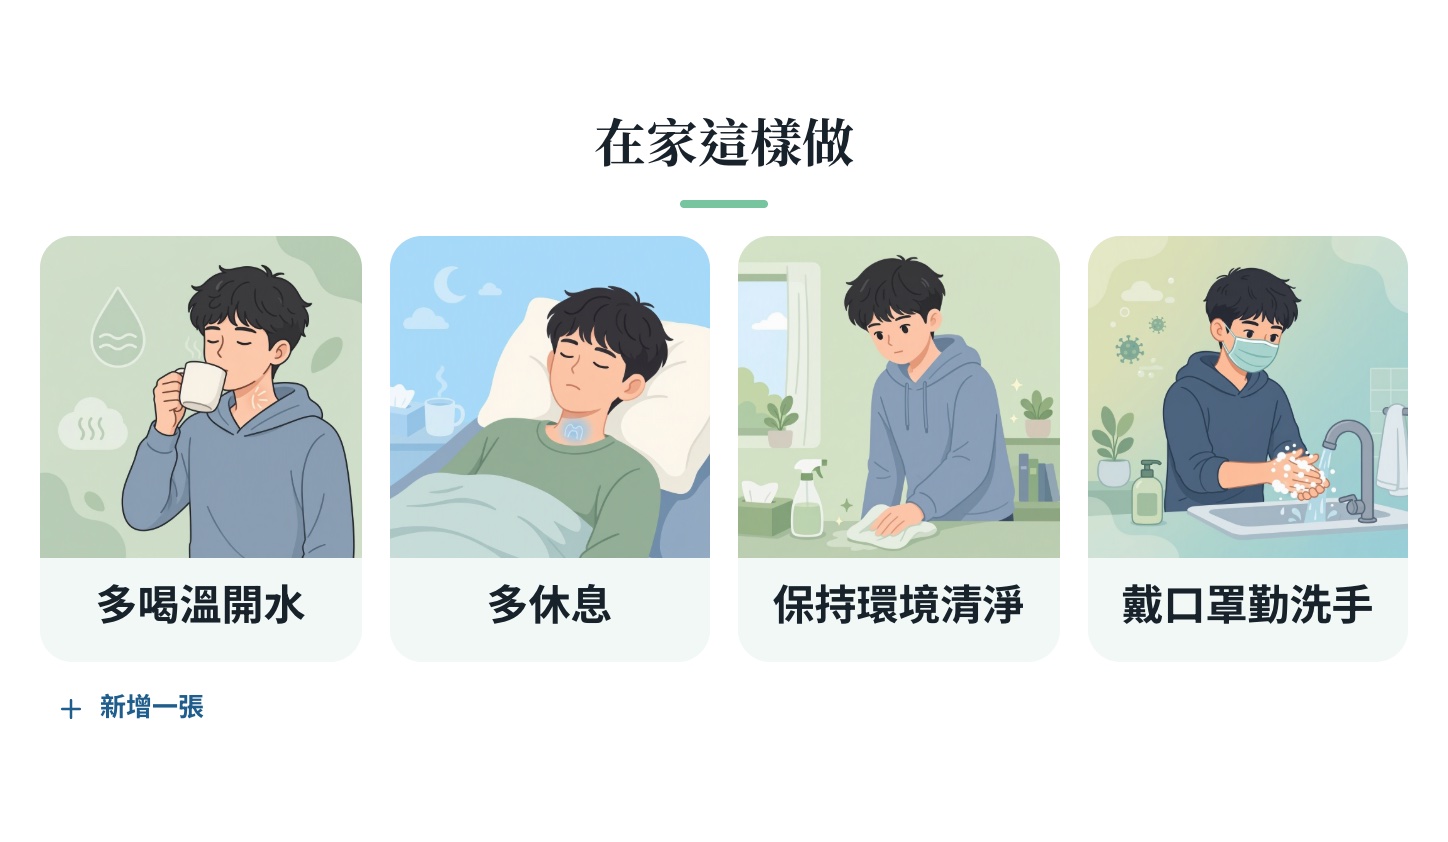 在家這樣做
多喝溫開水
多休息
保持環境清淨
戴口罩勤洗手
＋ 新增一張